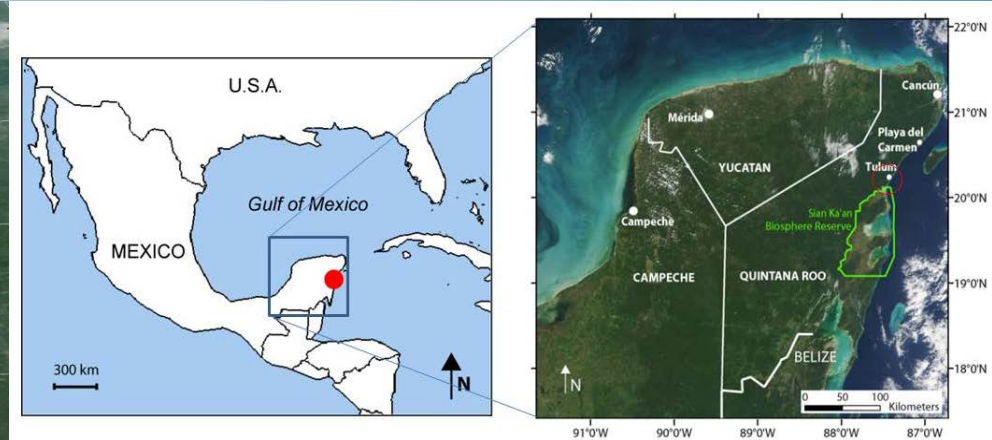 U.S.A.
Gulf of Mexico
MEXICO
300 km
N
22°0'N
Cancún
21°0'N
Mérida
Playa del
Carmen
YUCATAN
Tulum
20°0'N
Sian Ka'an
Biosphere Reserve
Campeche
CAMPECHE
QUINTANA ROO
19°0'N
BELIZE
18°0'N
N
0 50 100
Kilometers
91°0'W 90°0'W 89°0'W 88°0'W 87°0'W